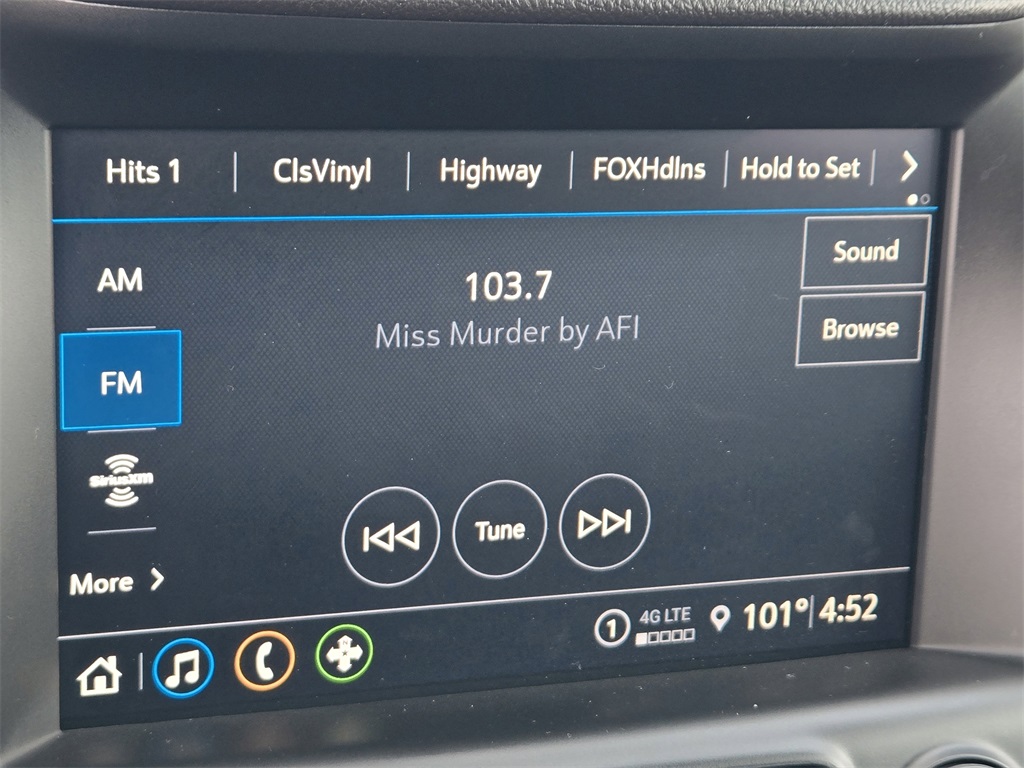 Hits 1
ClsVinyl
Highway
FOXHdlns
Hold to Set
Sound
AM
103.7
Miss Murder by AFI
Browse
FM
SiriusXM
Tune
More
1
4G LTE
101°
4:52